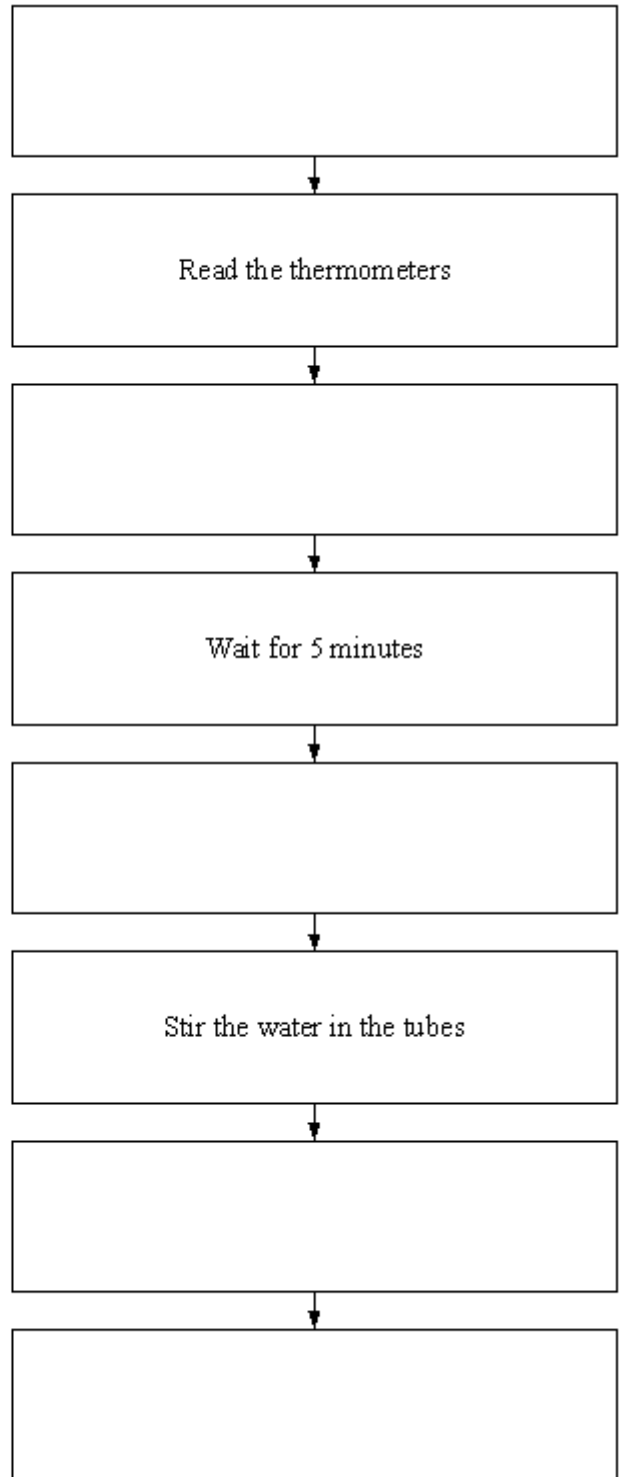 Read the thermometers
Wait for 5 minutes
Stir the water in the tubes